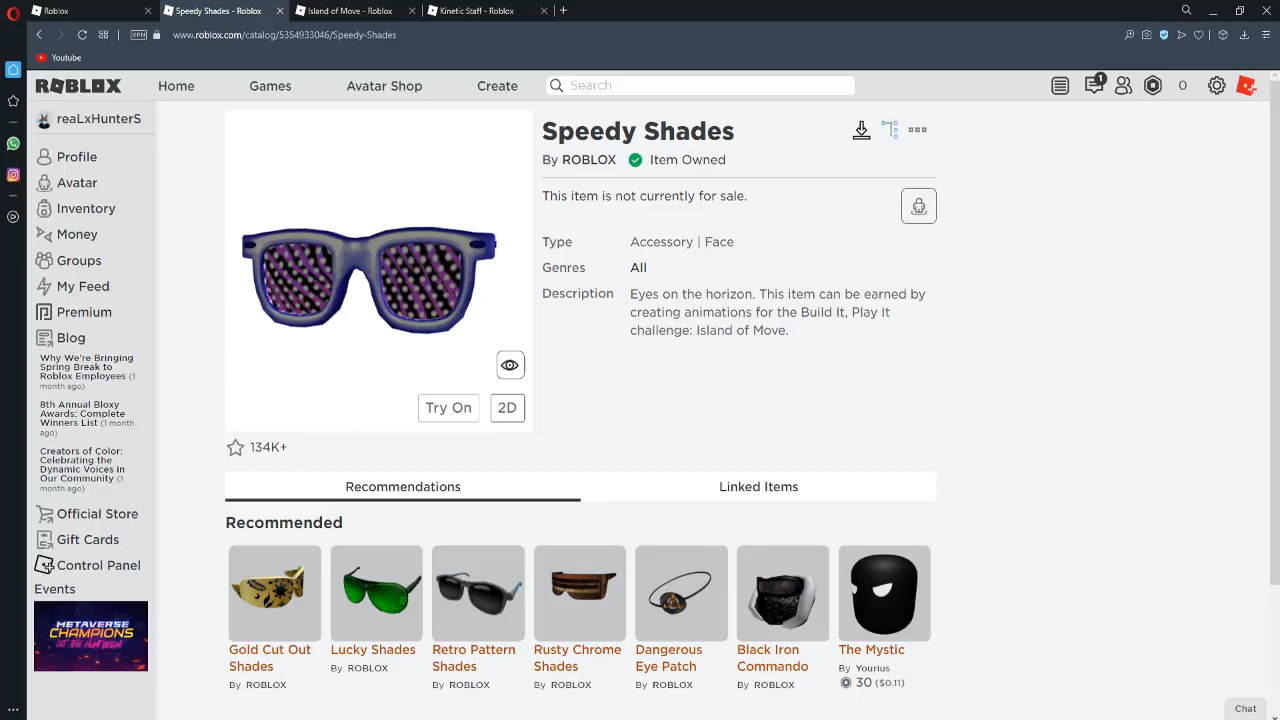 Roblox
Speedy Shades - Roblox
Island of Move - Roblox
Kinetic Staff - Roblox
VPN
www.roblox.com/catalog/5354933046/Speedy-Shades
Youtube
ROBLOX
Home
Games
Avatar Shop
Create
Search
1
0
reaLxHunterS
Profile
Avatar
Inventory
Money
Groups
My Feed
Premium
Blog
Why We're Bringing
Spring Break to
Roblox Employees (1
month ago)
8th Annual Bloxy
Awards: Complete
Winners List (1 month
ago)
Creators of Color:
Celebrating the
Dynamic Voices in
Our Community (1
month ago)
Official Store
Gift Cards
Control Panel
Events
METAVERSE
CHAMPIONS
Speedy Shades
By ROBLOX Item Owned
This item is not currently for sale.
Type Accessory | Face
Genres All
Description Eyes on the horizon. This item can be earned by
creating animations for the Build It, Play It
challenge: Island of Move.
Try On
2D
134K+
Recommendations
Linked Items
Recommended
Gold Cut Out
Shades
By ROBLOX
Lucky Shades
By ROBLOX
Retro Pattern
Shades
By ROBLOX
Rusty Chrome
Shades
By ROBLOX
Dangerous
Eye Patch
By ROBLOX
Black Iron
Commando
By ROBLOX
The Mystic
By Yourius
30 ($0.11)
Chat